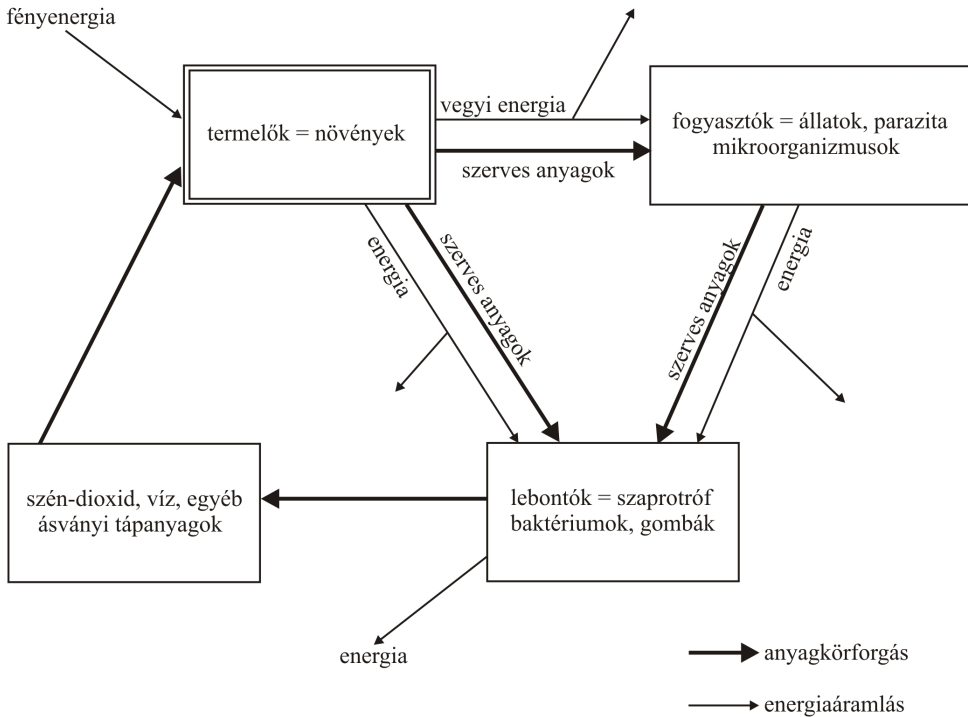 fényenergia
termelők = növények
vegyi energia
szerves anyagok
fogyasztók = állatok, parazita
mikroorganizmusok
energia
szerves anyagok
szerves anyagok
energia
szén-dioxid, víz, egyéb
ásványi tápanyagok
lebontók = szaprotróf
baktériumok, gombák
energia
anyagkörforgás
energiaáramlás